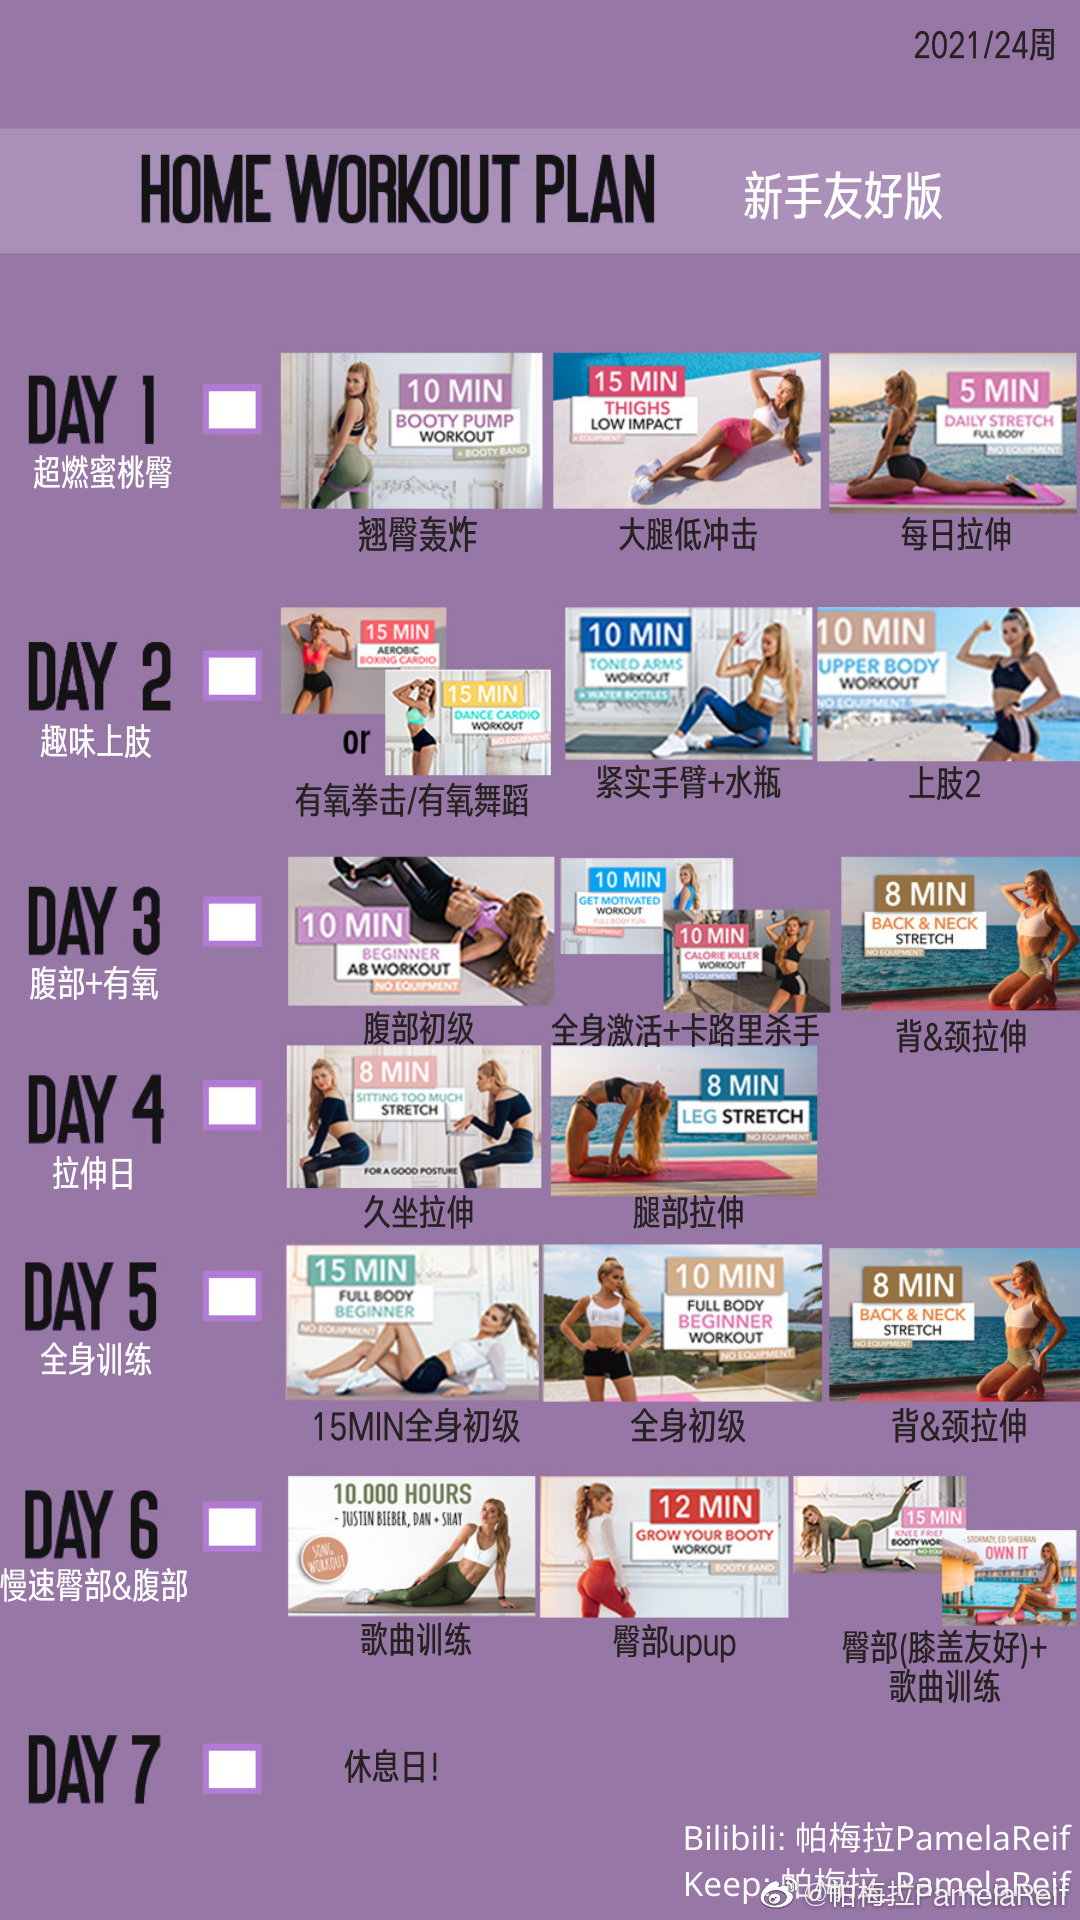 2021/24周
HOME WORKOUT PLAN 新手友好版
DAY 1
超燃蜜桃臀
10 MIN
BOOTY PUMP
WORKOUT
+ BOOTY BAND
翘臀轰炸
15 MIN
THIGHS
LOW IMPACT
+ EQUIPMENT
大腿低冲击
5 MIN
DAILY STRETCH
FULL BODY
NO EQUIPMENT
每日拉伸
DAY 2
趣味上肢
15 MIN
AEROBIC
BOXING CARDIO
or
15 MIN
DANCE CARDIO
WORKOUT
NO EQUIPMENT
有氧拳击/有氧舞蹈
10 MIN
TONED ARMS
WORKOUT
+ WATER BOTTLES
紧实手臂+水瓶
10 MIN
UPPER BODY
WORKOUT
NO EQUIPMENT
上肢2
DAY 3
腹部+有氧
10 MIN
BEGINNER
AB WORKOUT
NO EQUIPMENT
腹部初级
10 MIN
GET MOTIVATED
WORKOUT
FULL BODY FUN
NO EQUIPMENT
10 MIN
CALORIE KILLER
WORKOUT
NO EQUIPMENT
全身激活+卡路里杀手
8 MIN
BACK & NECK
STRETCH
NO EQUIPMENT
背&颈拉伸
DAY 4
拉伸日
8 MIN
SITTING TOO MUCH
STRETCH
FOR A GOOD POSTURE
久坐拉伸
8 MIN
LEG STRETCH
NO EQUIPMENT
腿部拉伸
DAY 5
全身训练
15 MIN
FULL BODY
BEGINNER
NO EQUIPMENT
15MIN全身初级
10 MIN
FULL BODY
BEGINNER
WORKOUT
NO EQUIPMENT
全身初级
8 MIN
BACK & NECK
STRETCH
NO EQUIPMENT
背&颈拉伸
DAY 6
慢速臀部&腹部
10.000 HOURS
- JUSTIN BIEBER, DAN + SHAY
SONG
WORKOUT
歌曲训练
12 MIN
GROW YOUR BOOTY
WORKOUT
BOOTY BAND
臀部upup
15 MIN
KNEE FRIEN
BOOTY WOR
NO EQU
STORMZY, ED SHEERAN
OWN IT
臀部(膝盖友好)+
歌曲训练
DAY 7
休息日!
Bilibili: 帕梅拉PamelaReif
Keep: 帕梅拉_PamelaReif
@帕梅拉PamelaReif